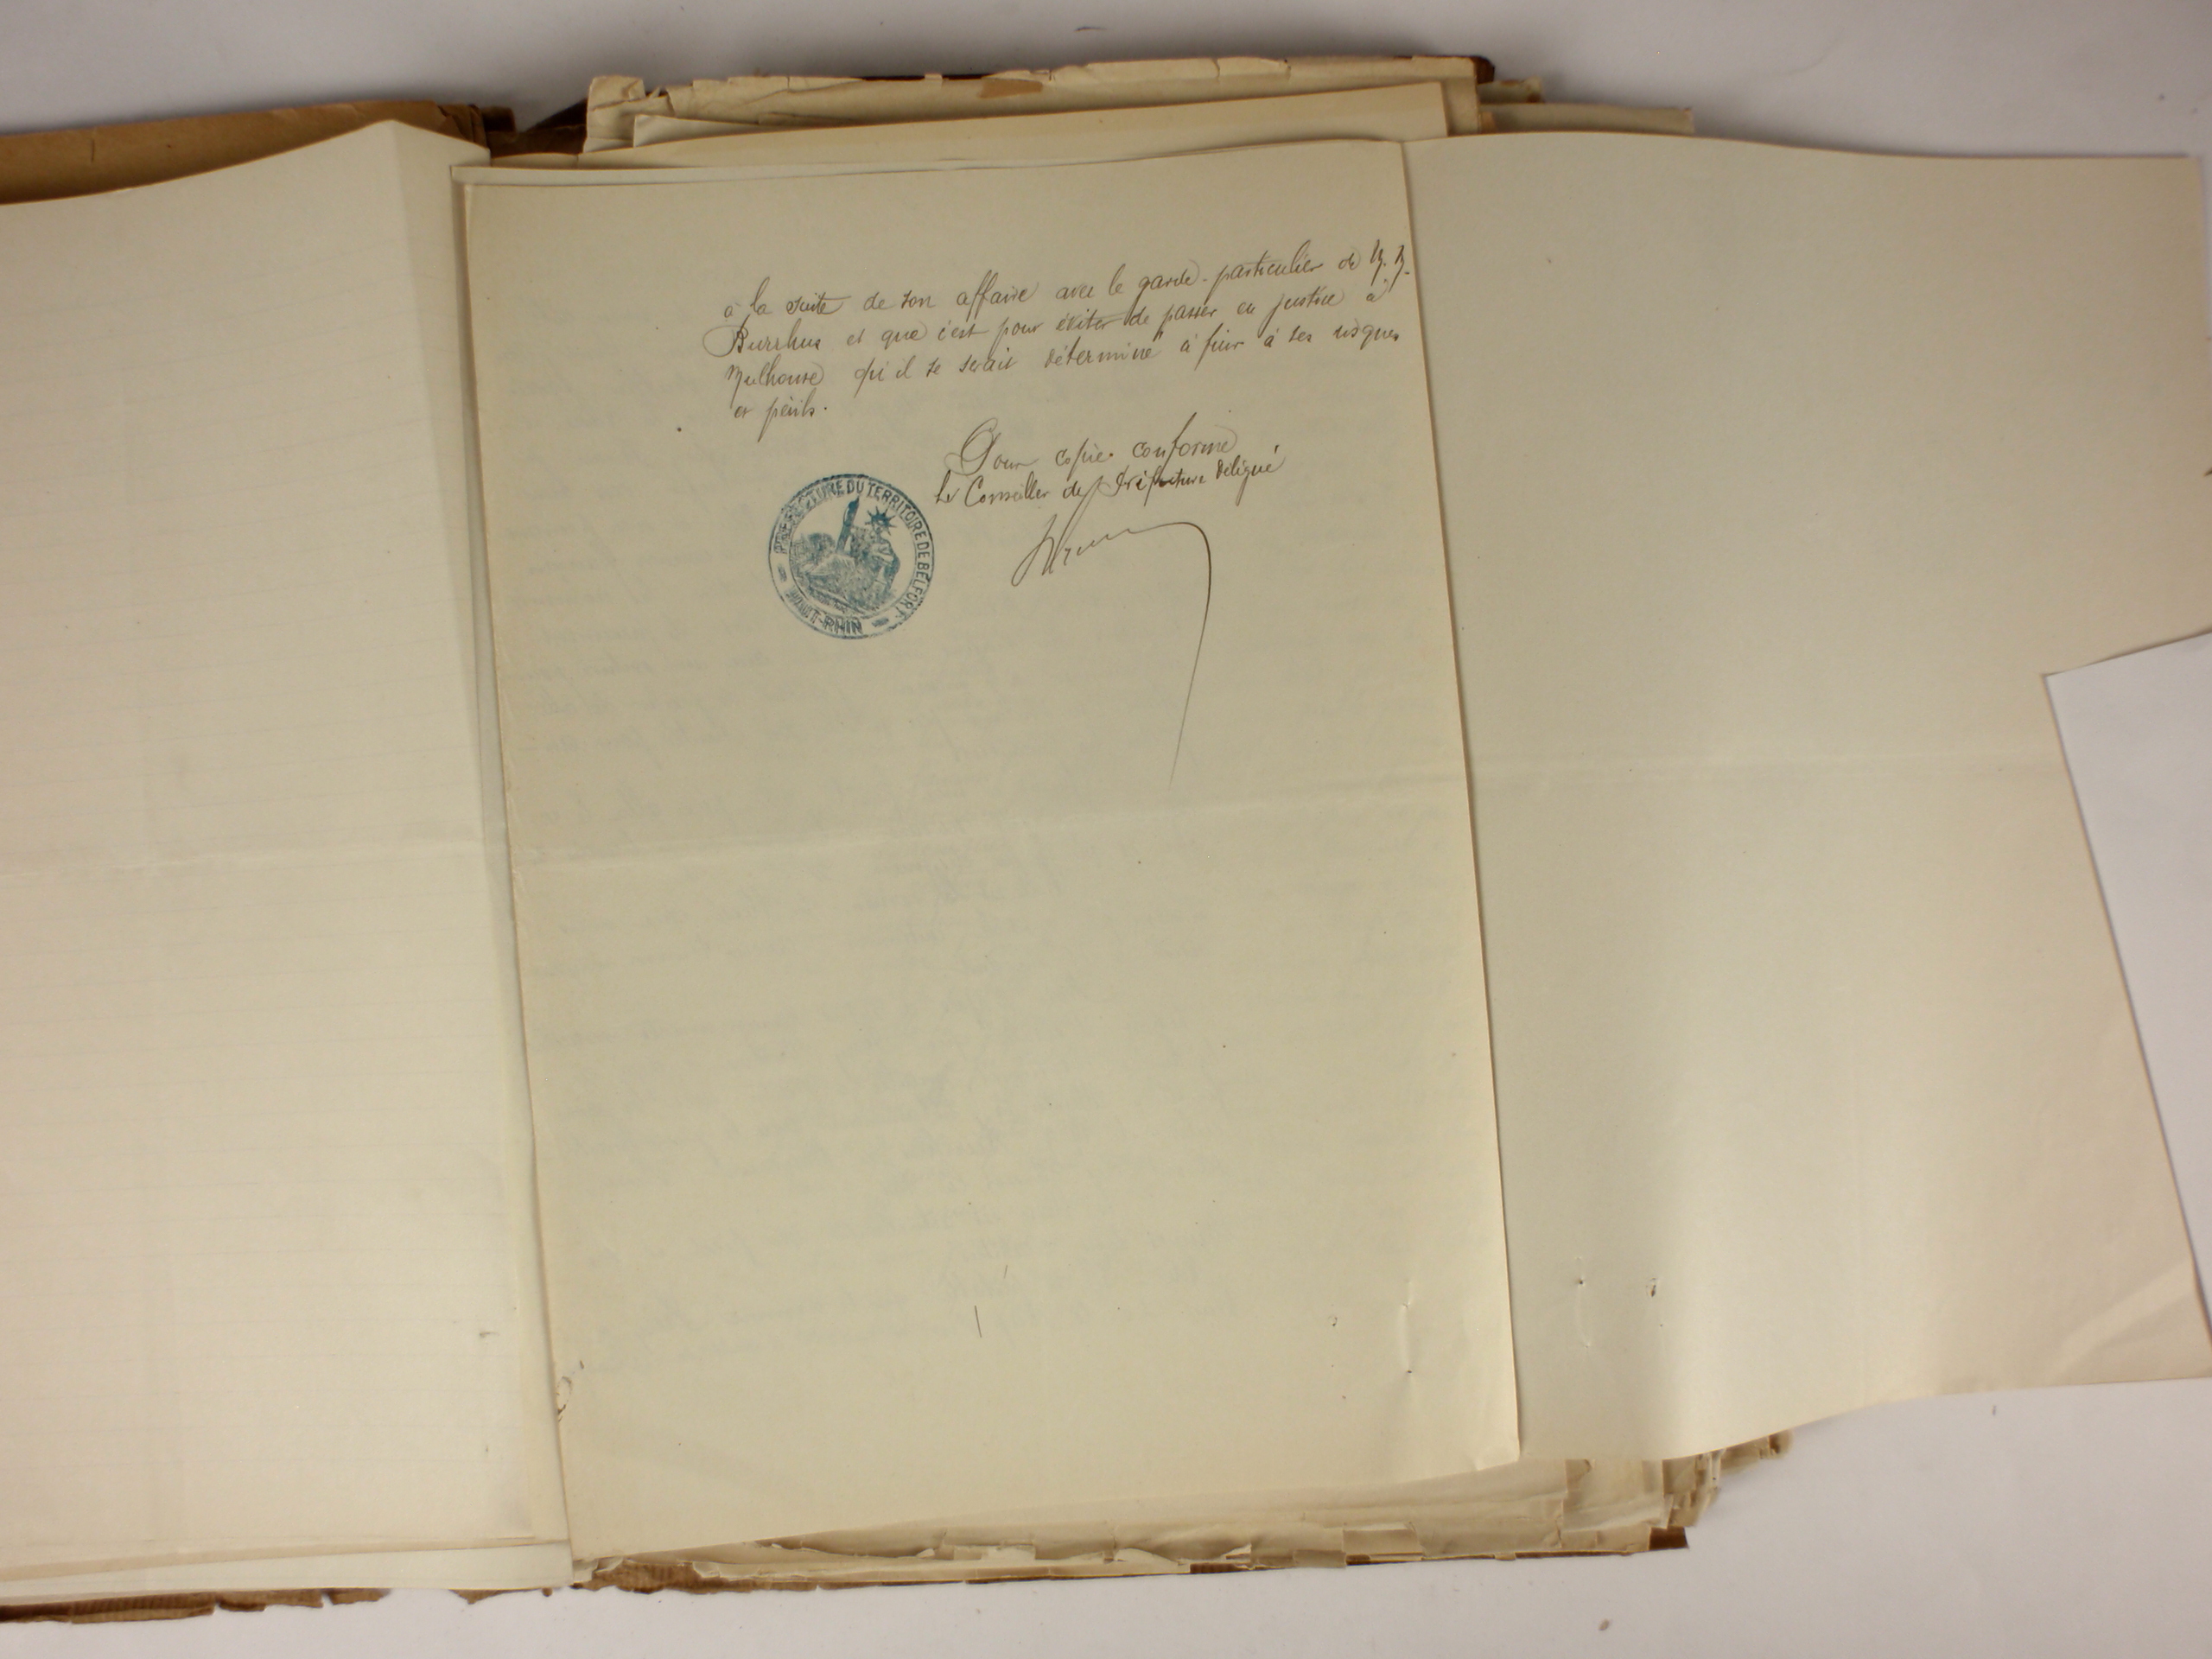 à la suite de son affaire avec le garde-particulier de M. M.
Burrhus et que c'est pour éviter de passer en justice à
Mulhouse qu'il se serait déterminé à fuir à ses risques
et périls.
Pour copie conforme
Le Conseiller de Préfecture délégué
PRÉFECTURE DU TERRITOIRE DE BELFORT
HAUT-RHIN